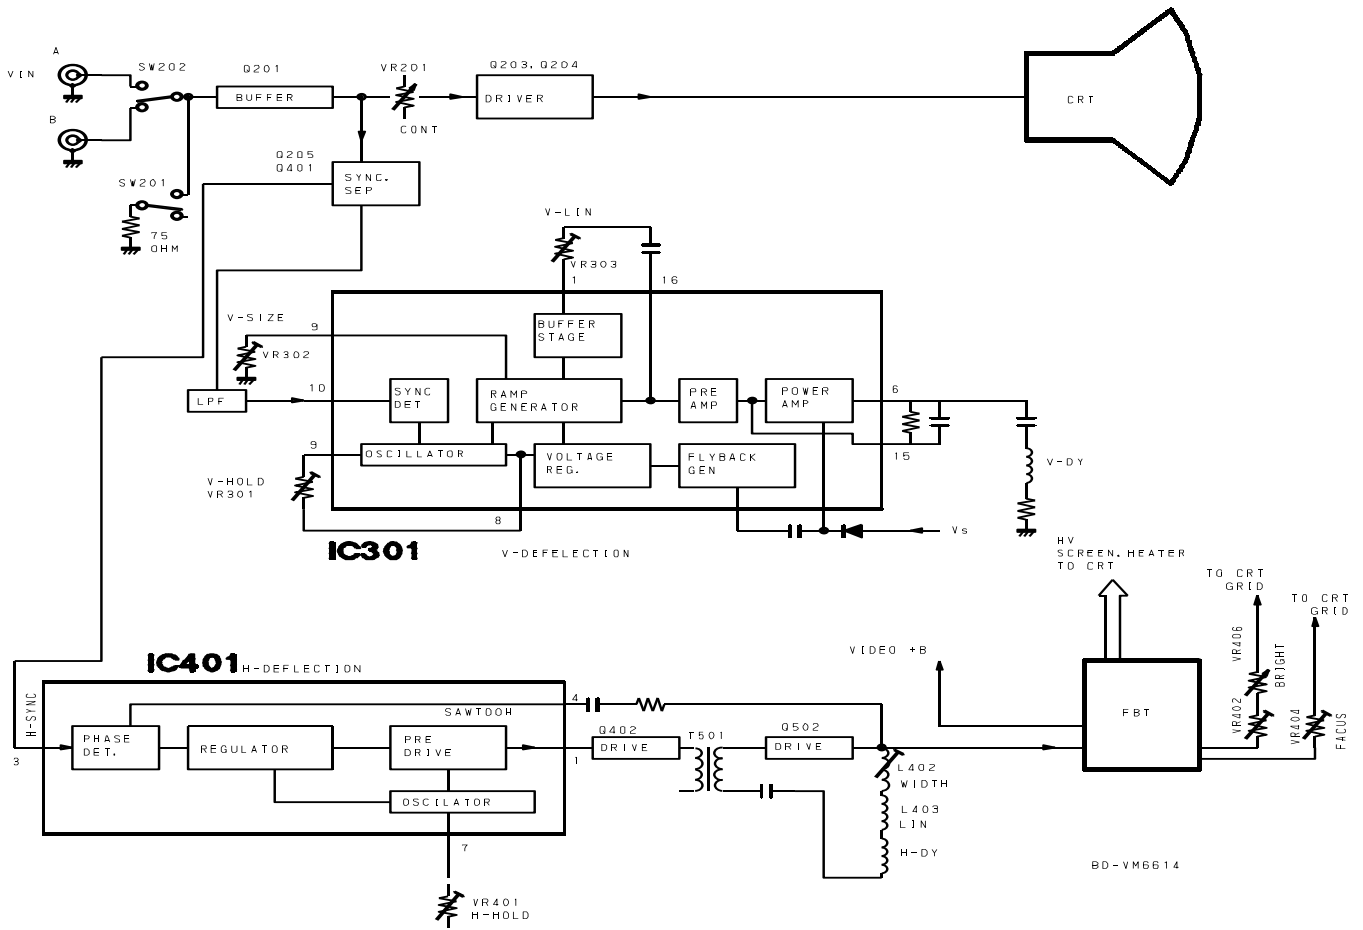 A
VIN
SW202
Q201
BUFFER
VR201
CONT
Q203, Q204
DRIVER
CRT
B
Q205
Q401
SYNC.
SEP
SW201
75
OHM
V-LIN
VR303
1
16
V-SIZE
9
VR302
BUFFER
STAGE
LPF
10
SYNC
DET
RAMP
GENERATOR
PRE
AMP
POWER
AMP
6
9
OSCILLATOR
VOLTAGE
REG.
FLYBACK
GEN
15
V-DY
V-HOLD
VR301
8
IC301
V-DEFELECTION
Vs
HV
SCREEN.HEATER
TO CRT
TO CRT
GRID
TO CRT
GRID
IC401
H-DEFLECTION
VIDEO +B
VR406
BRIGHT
H-SYNC
4
SAWTOOH
FBT
VR402
VR404
FACUS
PHASE
DET.
REGULATOR
PRE
DRIVE
Q402
DRIVE
T501
Q502
DRIVE
3
1
L402
WIDTH
OSCILATOR
L403
LIN
7
H-DY
BD-VM6614
VR401
H-HOLD